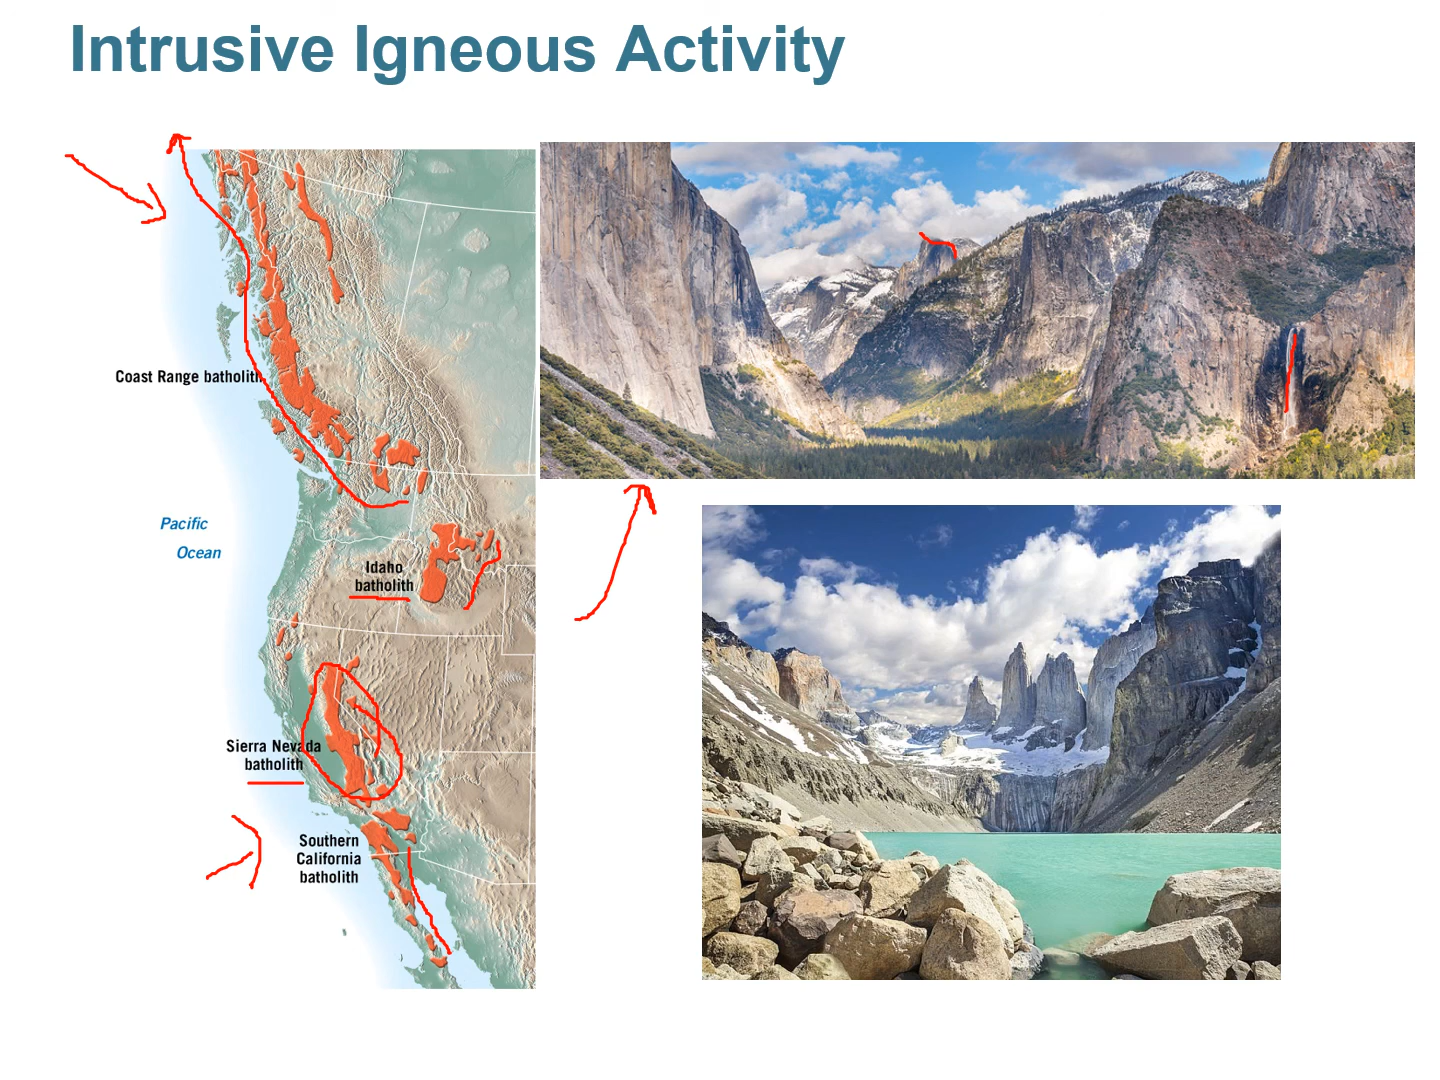 Intrusive Igneous Activity
Coast Range batholith
Pacific
Ocean
Idaho
batholith
Sierra Nevada
batholith
Southern
California
batholith